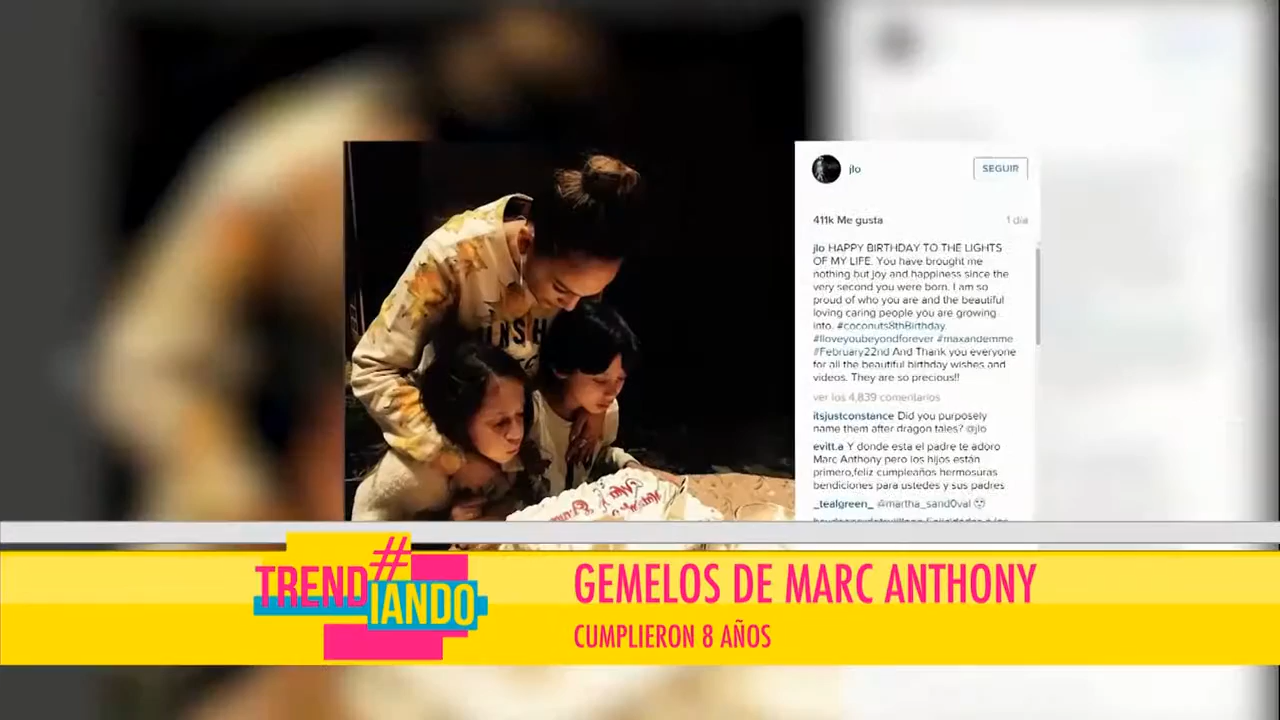 jlo
SEGUIR
411k Me gusta
1 día
jlo HAPPY BIRTHDAY TO THE LIGHTS
OF MY LIFE. You have brought me
nothing but joy and happiness since the
very second you were born. I am so
proud of who you are and the beautiful
loving caring people you are growing
into. #coconuts8thBirthday
#Iloveyoubeyondforever #maxandemme
#February22nd And Thank you everyone
for all the beautiful birthday wishes and
videos. They are so precious!!
ver los 4,839 comentarios
itsjustconstance Did you purposely
name them after dragon tales? @jlo
evitt.a Y donde esta el padre te adoro
Marc Anthony pero los hijos están
primero,feliz cumpleaños hermosuras
bendiciones para ustedes y sus padres
_tealgreen_ @martha_sand0val
#
TREND
IANDO
GEMELOS DE MARC ANTHONY
CUMPLIERON 8 AÑOS